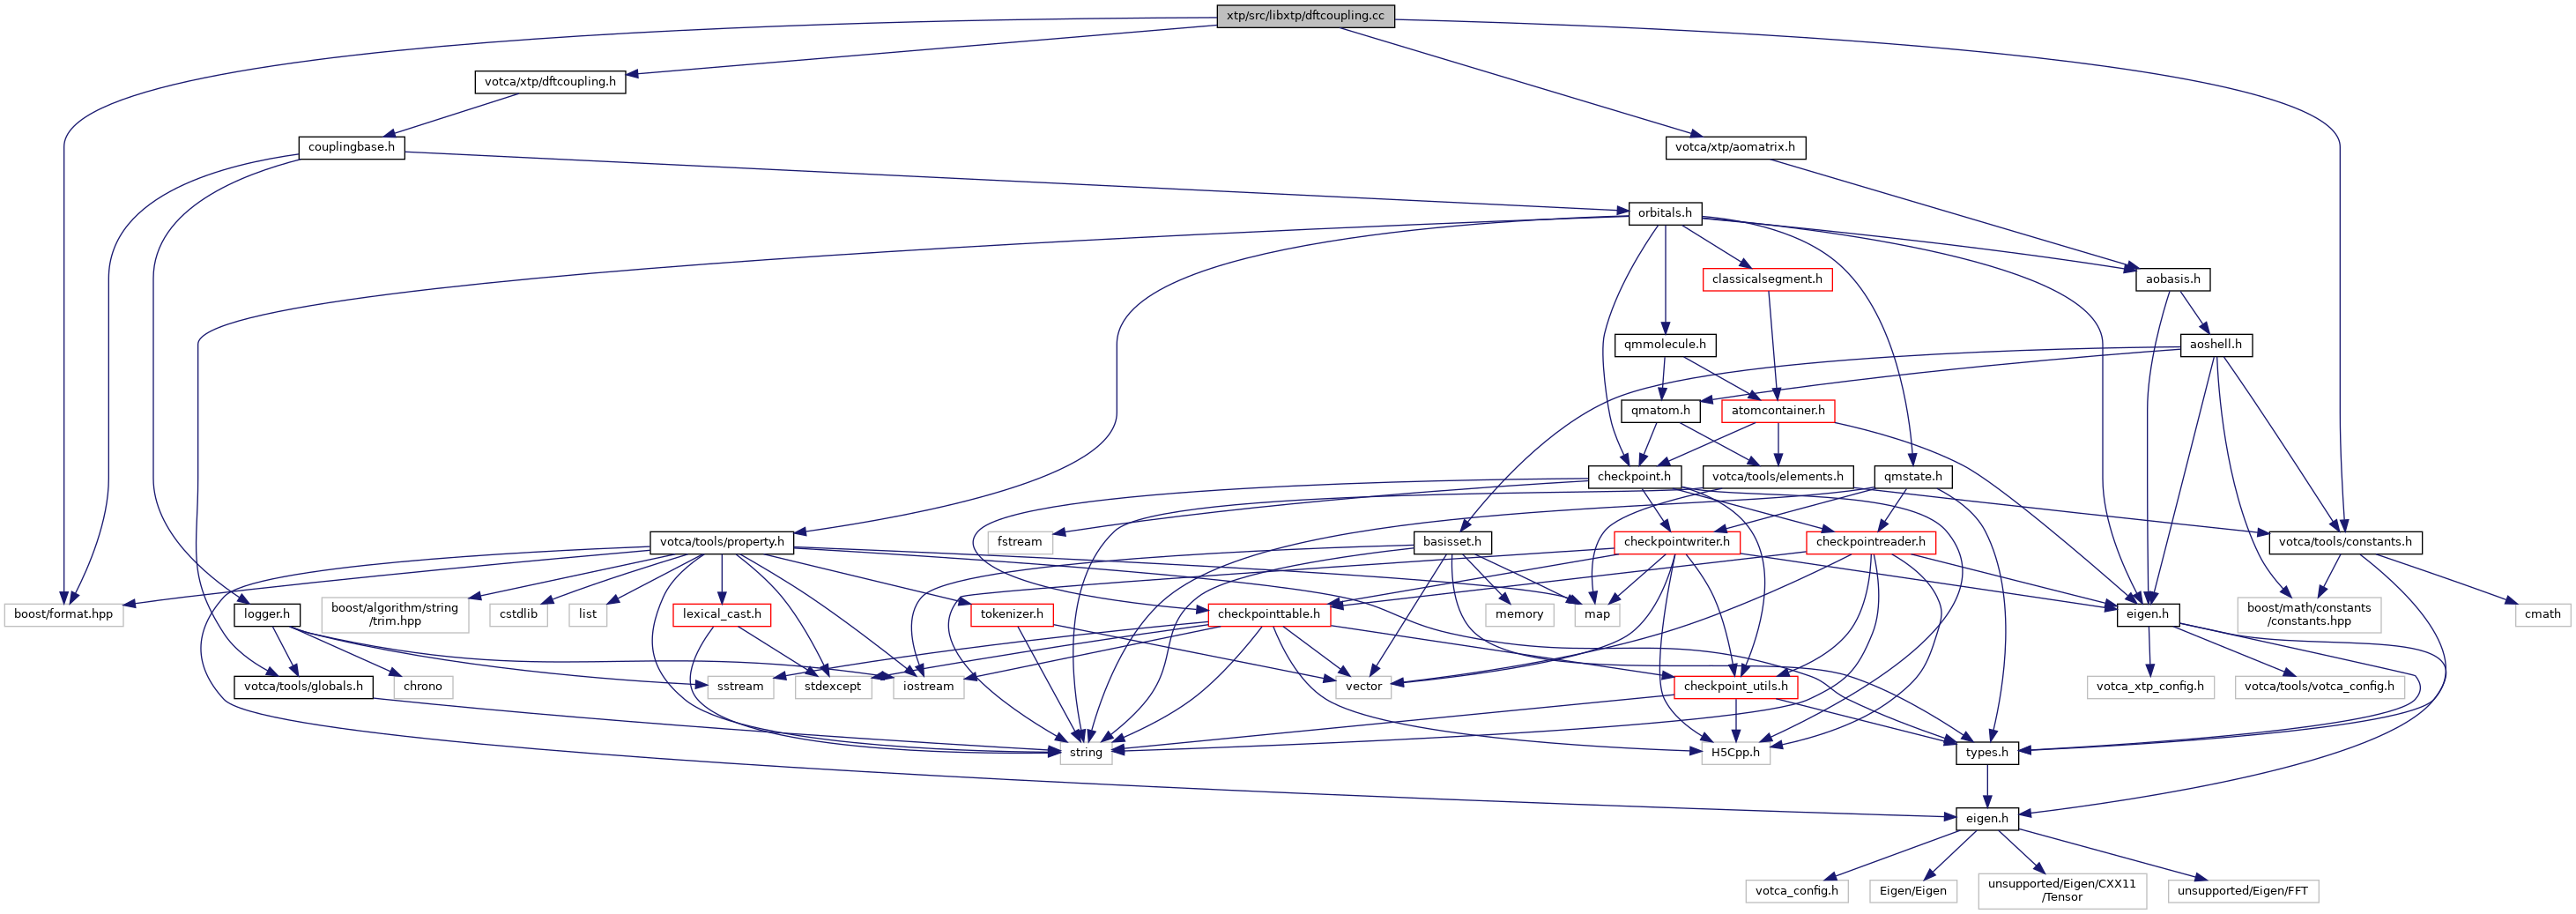 xtp/src/libxtp/dftcoupling.cc
votca/xtp/dftcoupling.h
couplingbase.h
votca/xtp/aomatrix.h
orbitals.h
classicalsegment.h
aobasis.h
qmmolecule.h
aoshell.h
qmatom.h
atomcontainer.h
checkpoint.h
votca/tools/elements.h
qmstate.h
votca/tools/property.h
fstream
basisset.h
checkpointwriter.h
checkpointreader.h
votca/tools/constants.h
boost/format.hpp
logger.h
boost/algorithm/string
/trim.hpp
cstdlib
list
lexical_cast.h
tokenizer.h
checkpointtable.h
memory
map
eigen.h
boost/math/constants
/constants.hpp
cmath
votca/tools/globals.h
chrono
sstream
stdexcept
iostream
vector
checkpoint_utils.h
votca_xtp_config.h
votca/tools/votca_config.h
string
H5Cpp.h
types.h
eigen.h
votca_config.h
Eigen/Eigen
unsupported/Eigen/CXX11
/Tensor
unsupported/Eigen/FFT